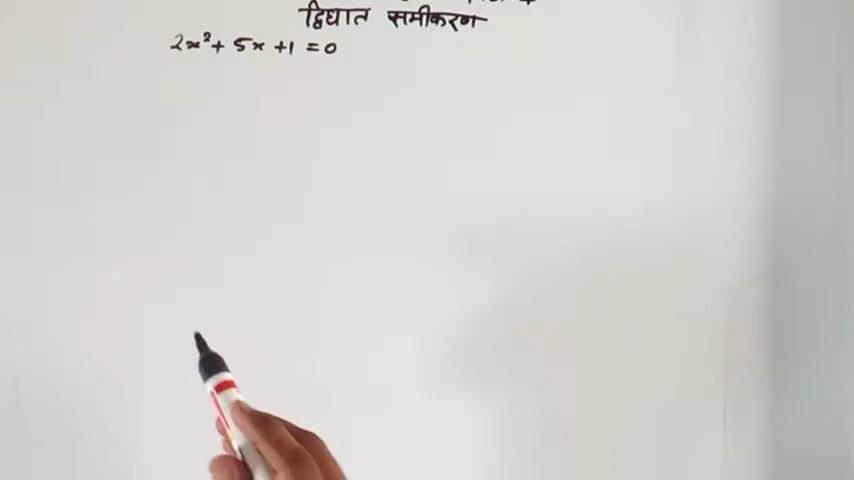 द्विघात समीकरण
2x² + 5x + 1 = 0